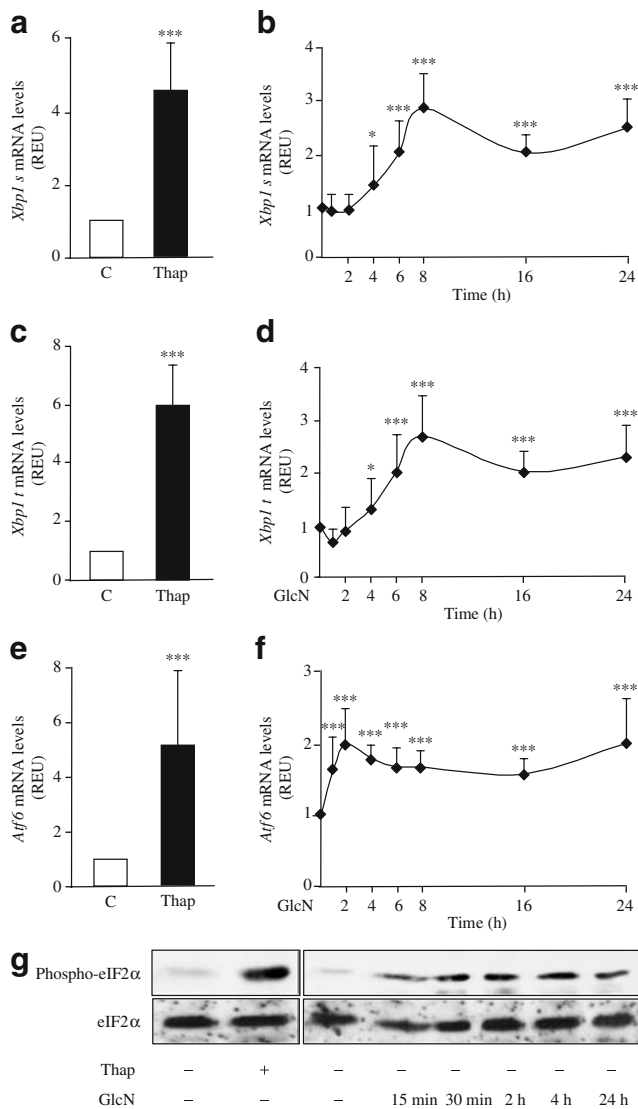 a
Xbp1 s mRNA levels
(REU)
6
4
2
0
***
C
Thap
b
Xbp1 s mRNA levels
(REU)
4
3
2
1
0
*
***
***
***
***
2
4
6
8
16
24
Time (h)
c
Xbp1 t mRNA levels
(REU)
8
6
4
2
0
***
C
Thap
d
Xbp1 t mRNA levels
(REU)
4
3
2
1
0
*
***
***
***
***
GlcN
2
4
6
8
16
24
Time (h)
e
Atf6 mRNA levels
(REU)
8
6
4
2
0
***
C
Thap
f
Atf6 mRNA levels
(REU)
3
2
1
0
***
***
***
***
***
***
***
GlcN
2
4
6
8
16
24
Time (h)
g
Phospho-eIF2α
eIF2α
Thap – + – – – – – –
GlcN – – – 15 min 30 min 2 h 4 h 24 h